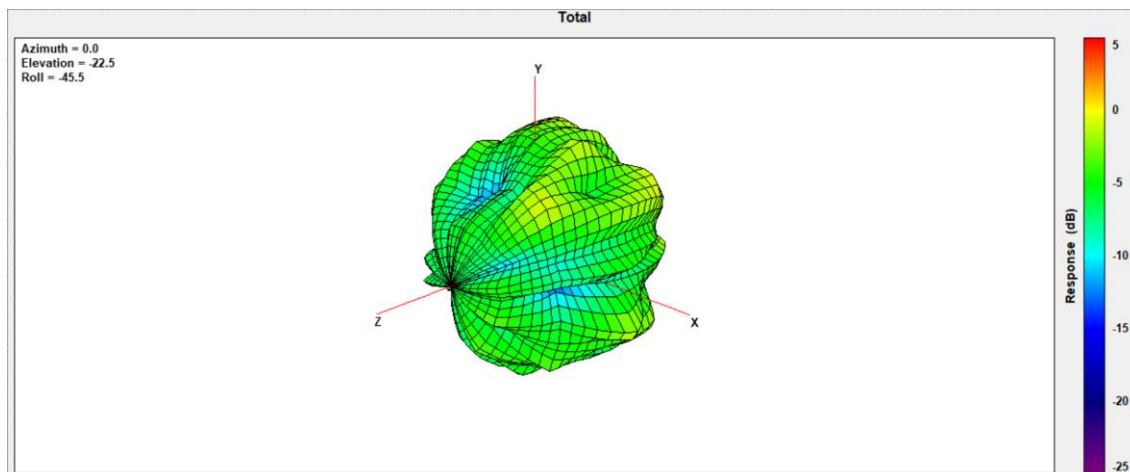 Total
Azimuth = 0.0
Elevation = -22.5
Roll = -45.5
Y
Z
X
5
0
-5
-10
-15
-20
-25
Response (dB)